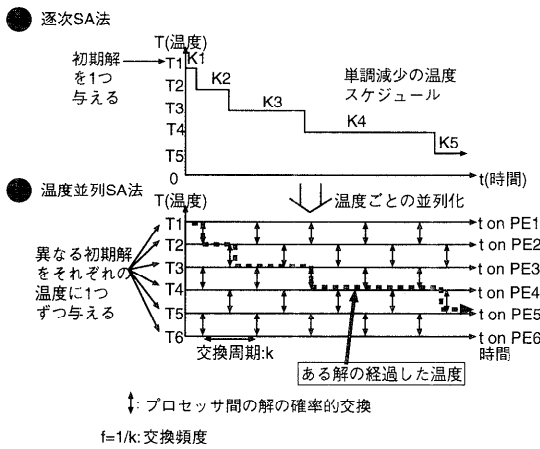 逐次SA法
T(温度)
初期解
を1つ
与える
T1
K1
T2
K2
T3
K3
T4
K4
T5
K5
0
t(時間)
単調減少の温度
スケジュール
温度並列SA法
温度ごとの並列化
T(温度)
異なる初期解
をそれぞれの
温度に1つ
ずつ与える
T1
t on PE1
T2
t on PE2
T3
t on PE3
T4
t on PE4
T5
t on PE5
T6
t on PE6
時間
交換周期:k
ある解の経過した温度
:プロセッサ間の解の確率的交換
f=1/k:交換頻度